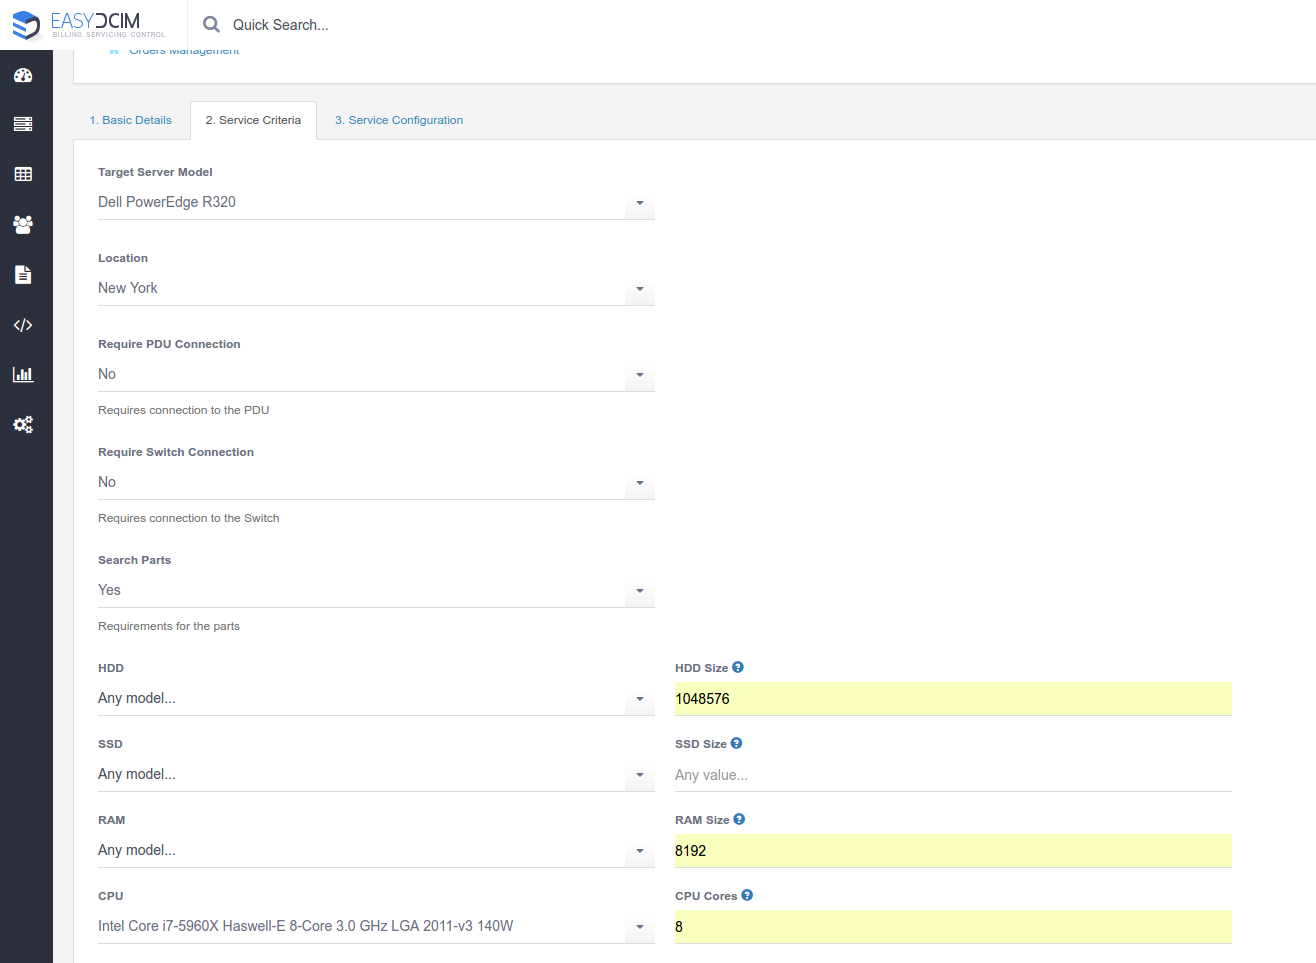 EASYDCIM
BILLING. SERVICING. CONTROL.
Quick Search...
Orders Management
1. Basic Details
2. Service Criteria
3. Service Configuration
Target Server Model
Dell PowerEdge R320
Location
New York
Require PDU Connection
No
Requires connection to the PDU
Require Switch Connection
No
Requires connection to the Switch
Search Parts
Yes
Requirements for the parts
HDD
HDD Size
Any model...
1048576
SSD
SSD Size
Any model...
Any value...
RAM
RAM Size
Any model...
8192
CPU
CPU Cores
Intel Core i7-5960X Haswell-E 8-Core 3.0 GHz LGA 2011-v3 140W
8